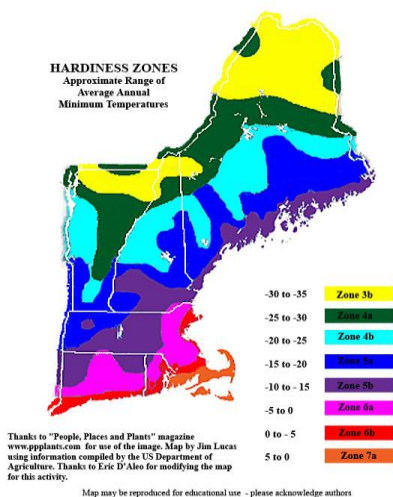 HARDINESS ZONES
Approximate Range of
Average Annual
Minimum Temperatures
-30 to -35 Zone 3b
-25 to -30 Zone 4a
-20 to -25 Zone 4b
-15 to -20 Zone 5a
-10 to - 15 Zone 5b
-5 to 0 Zone 6a
0 to - 5 Zone 6b
5 to 0 Zone 7a
Thanks to "People, Places and Plants" magazine
www.ppplants.com for use of the image. Map by Jim Lucas
using information compiled by the US Department of
Agriculture. Thanks to Eric D'Aleo for modifying the map
for this activity.
Map may be reproduced for educational use - please acknowledge authors